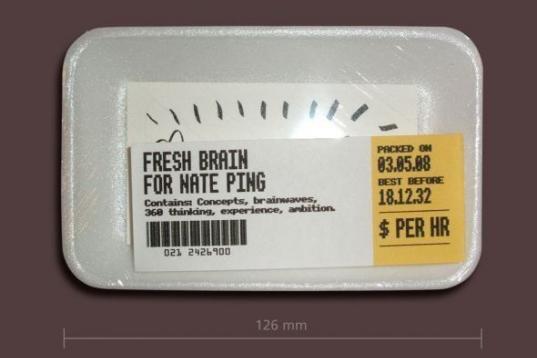 FRESH BRAIN
FOR NATE PING
Contains: Concepts, brainwaves,
360 thinking, experience, ambition.
021 2426900
PACKED ON
03.05.08
BEST BEFORE
18.12.32
$ PER HR
126 mm